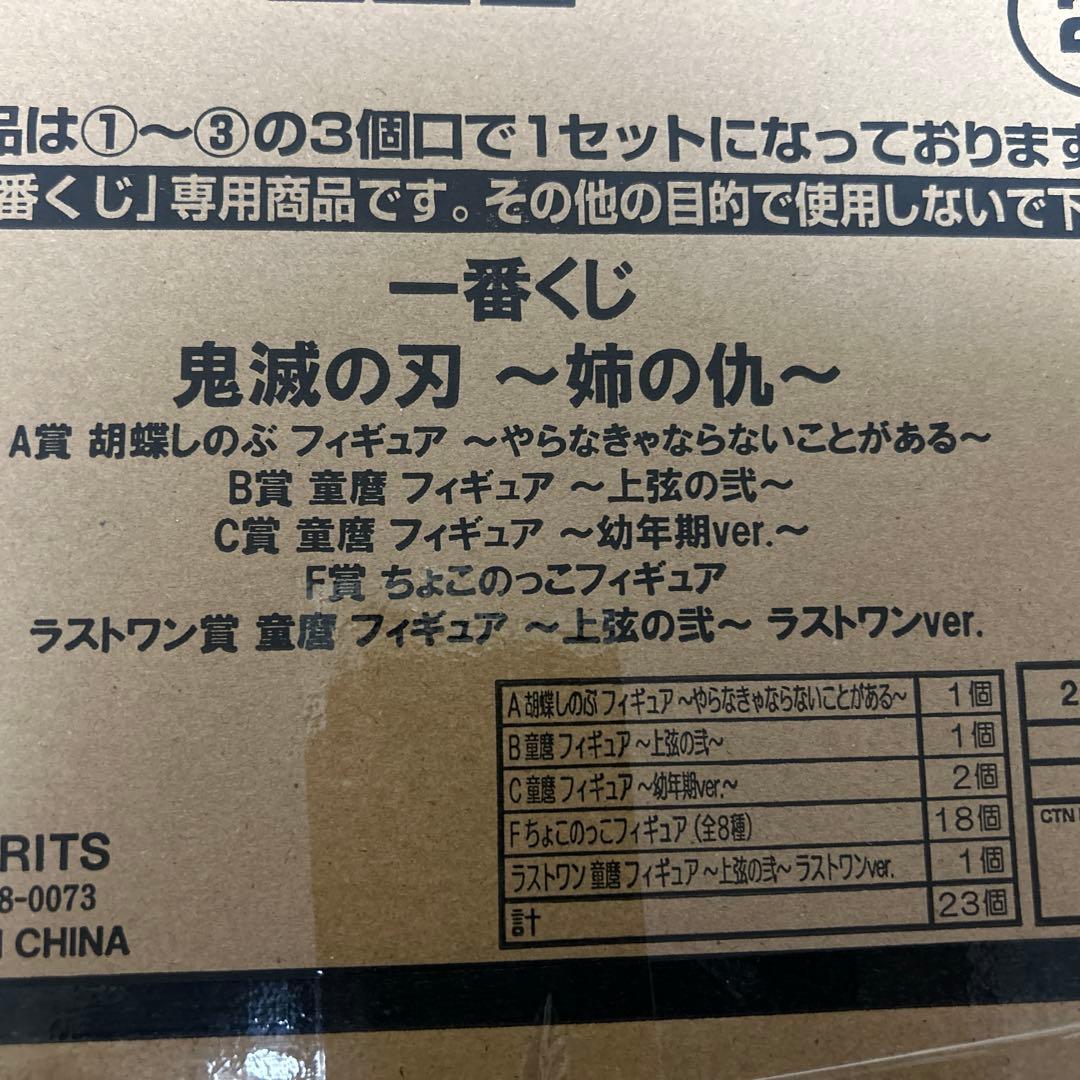 品は①～③の3個口で1セットになっております
番くじ」専用商品です。その他の目的で使用しないで下
一番くじ
鬼滅の刃 ～姉の仇～
A賞 胡蝶しのぶ フィギュア ～やらなきゃならないことがある～
B賞 童磨 フィギュア ～上弦の弐～
C賞 童磨 フィギュア ～幼年期ver.～
F賞 ちょこのっこフィギュア
ラストワン賞 童磨 フィギュア ～上弦の弐～ ラストワンver.
A 胡蝶しのぶ フィギュア ～やらなきゃならないことがある～ 1個
B 童磨 フィギュア ～上弦の弐～ 1個
C 童磨 フィギュア ～幼年期ver.～ 2個
F ちょこのっこフィギュア (全8種) 18個
ラストワン 童磨 フィギュア ～上弦の弐～ ラストワンver. 1個
計 23個
2
CTN
RITS
8-0073
CHINA